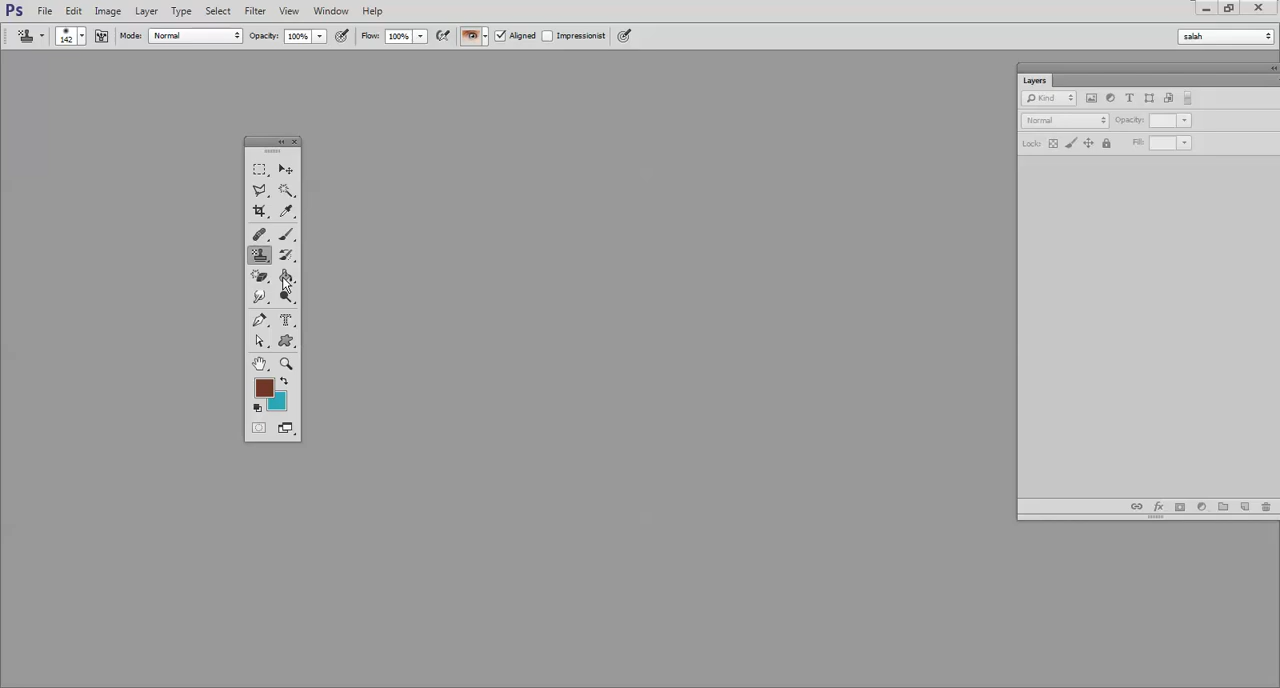 Ps File Edit Image Layer Type Select Filter View Window Help
142 Mode: Normal Opacity: 100% Flow: 100% Aligned Impressionist salah
Layers
Kind
Normal Opacity:
Lock: Fill: